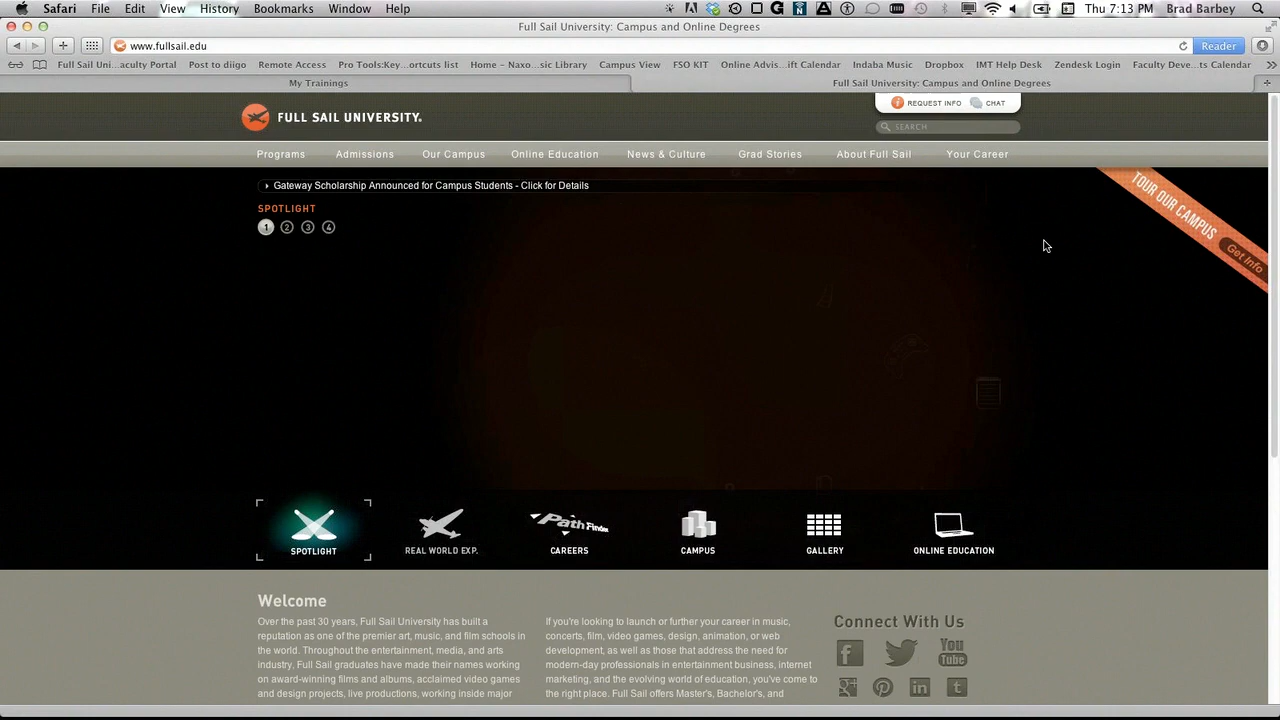 Safari File Edit View History Bookmarks Window Help Thu 7:13 PM Brad Barbey
Full Sail University: Campus and Online Degrees
www.fullsail.edu Reader
Full Sail Uni...aculty Portal Post to diigo Remote Access Pro Tools:Key...ortcuts list Home – Naxo...sic Library Campus View FSO KIT Online Advis...ift Calendar Indaba Music Dropbox IMT Help Desk Zendesk Login Faculty Deve...ts Calendar
My Trainings Full Sail University: Campus and Online Degrees
REQUEST INFO CHAT
FULL SAIL UNIVERSITY.
SEARCH
Programs Admissions Our Campus Online Education News & Culture Grad Stories About Full Sail Your Career
Gateway Scholarship Announced for Campus Students - Click for Details
TOUR OUR CAMPUS
Get Info
SPOTLIGHT
1 2 3 4
Path Finder
SPOTLIGHT REAL WORLD EXP. CAREERS CAMPUS GALLERY ONLINE EDUCATION
Welcome
Over the past 30 years, Full Sail University has built a
reputation as one of the premier art, music, and film schools in
the world. Throughout the entertainment, media, and arts
industry, Full Sail graduates have made their names working
on award-winning films and albums, acclaimed video games
and design projects, live productions, working inside major
If you're looking to launch or further your career in music,
concerts, film, video games, design, animation, or web
development, as well as those that address the need for
modern-day professionals in entertainment business, internet
marketing, and the evolving world of education, you've come to
the right place. Full Sail offers Master's, Bachelor's, and
Connect With Us
You
Tube